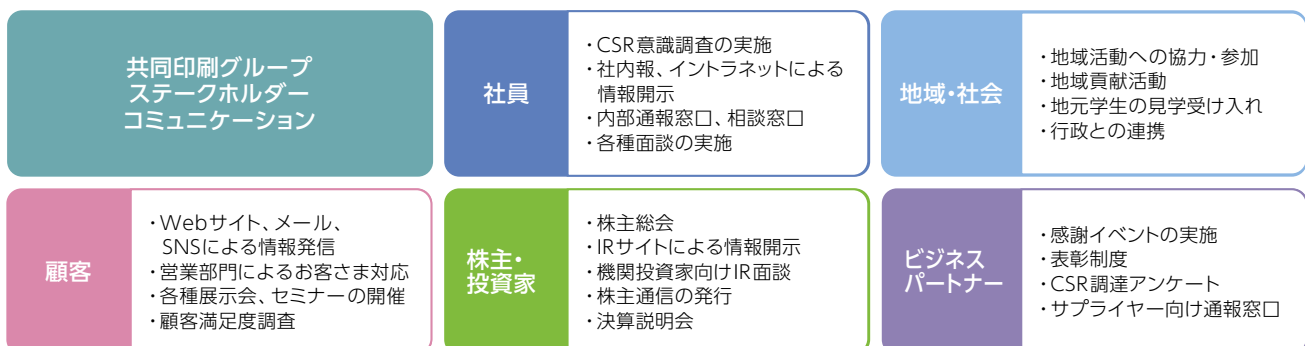 共同印刷グループ
ステークホルダー
コミュニケーション
社員
・CSR意識調査の実施
・社内報、イントラネットによる
情報開示
・内部通報窓口、相談窓口
・各種面談の実施
地域・社会
・地域活動への協力・参加
・地域貢献活動
・地元学生の見学受け入れ
・行政との連携
顧客
・Webサイト、メール、
SNSによる情報発信
・営業部門によるお客さま対応
・各種展示会、セミナーの開催
・顧客満足度調査
株主・
投資家
・株主総会
・IRサイトによる情報開示
・機関投資家向けIR面談
・株主通信の発行
・決算説明会
ビジネス
パートナー
・感謝イベントの実施
・表彰制度
・CSR調達アンケート
・サプライヤー向け通報窓口